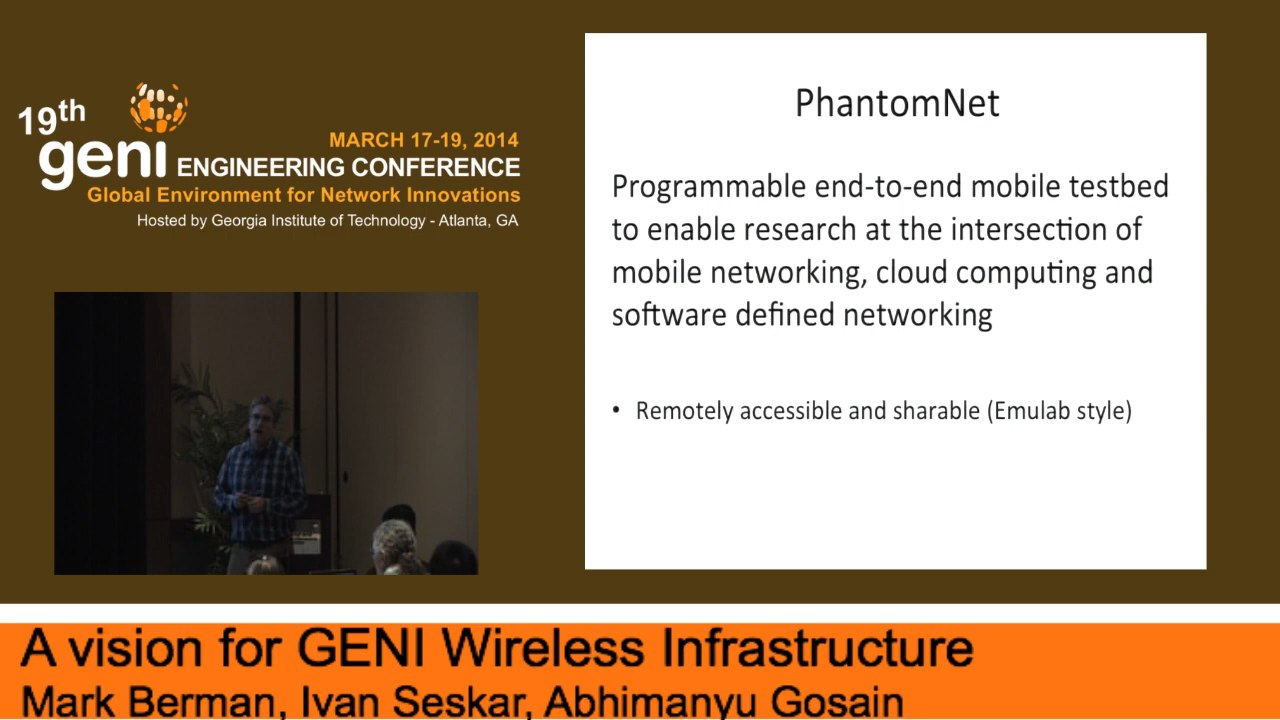 19th
geni ENGINEERING CONFERENCE
MARCH 17-19, 2014
Global Environment for Network Innovations
Hosted by Georgia Institute of Technology - Atlanta, GA
PhantomNet
Programmable end-to-end mobile testbed
to enable research at the intersection of
mobile networking, cloud computing and
software defined networking
• Remotely accessible and sharable (Emulab style)
A vision for GENI Wireless Infrastructure
Mark Berman, Ivan Seskar, Abhimanyu Gosain